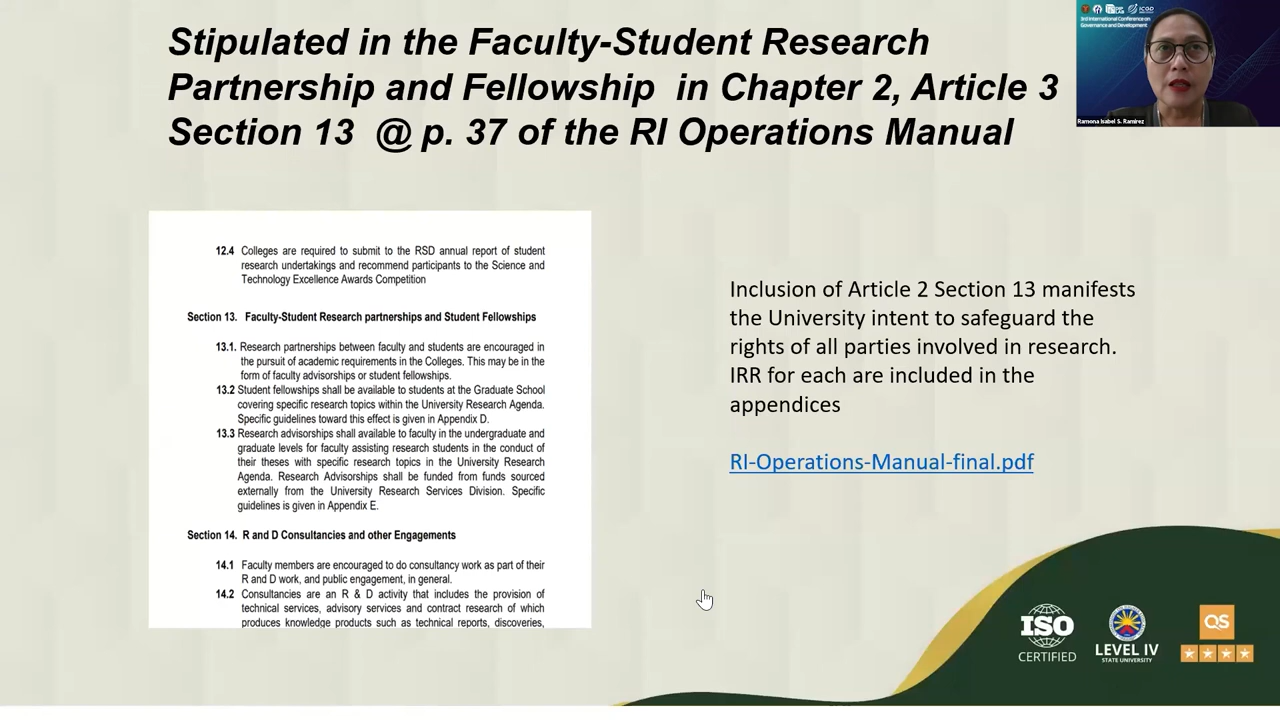 Stipulated in the Faculty-Student Research
Partnership and Fellowship in Chapter 2, Article 3
Section 13 @ p. 37 of the RI Operations Manual
3rd International Conference on
Governance and Development
Ramona Isabel S. Ramirez
12.4 Colleges are required to submit to the RSD annual report of student
research undertakings and recommend participants to the Science and
Technology Excellence Awards Competition
Section 13. Faculty-Student Research partnerships and Student Fellowships
13.1. Research partnerships between faculty and students are encouraged in
the pursuit of academic requirements in the Colleges. This may be in the
form of faculty advisorships or student fellowships.
13.2 Student fellowships shall be available to students at the Graduate School
covering specific research topics within the University Research Agenda.
Specific guidelines toward this effect is given in Appendix D.
13.3 Research advisorships shall available to faculty in the undergraduate and
graduate levels for faculty assisting research students in the conduct of
their theses with specific research topics in the University Research
Agenda. Research Advisorships shall be funded from funds sourced
externally from the University Research Services Division. Specific
guidelines is given in Appendix E.
Section 14. R and D Consultancies and other Engagements
14.1 Faculty members are encouraged to do consultancy work as part of their
R and D work, and public engagement, in general.
14.2 Consultancies are an R & D activity that includes the provision of
technical services, advisory services and contract research of which
produces knowledge products such as technical reports, discoveries,
Inclusion of Article 2 Section 13 manifests
the University intent to safeguard the
rights of all parties involved in research.
IRR for each are included in the
appendices
RI-Operations-Manual-final.pdf
ISO
CERTIFIED
LEVEL IV
STATE UNIVERSITY
QS